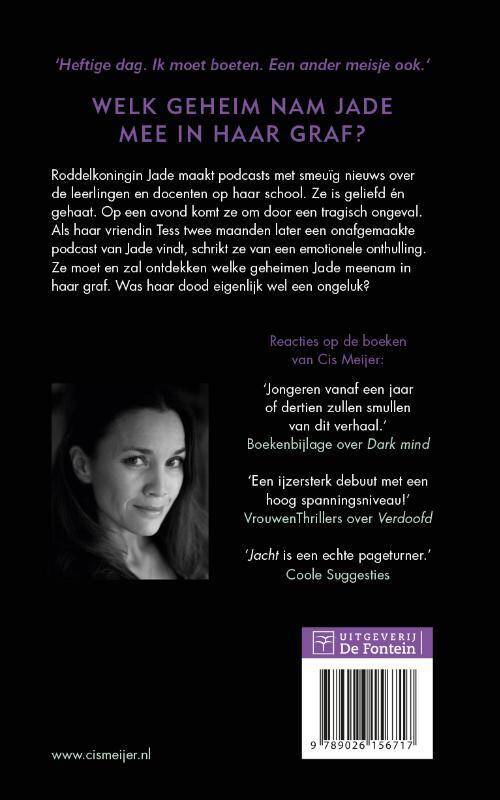 ‘Heftige dag. Ik moet boeten. Een ander meisje ook.‘
WELK GEHEIM NAM JADE
MEE IN HAAR GRAF?
Roddelkoningin Jade maakt podcasts met smeuïg nieuws over
de leerlingen en docenten op haar school. Ze is geliefd én
gehaat. Op een avond komt ze om door een tragisch ongeval.
Als haar vriendin Tess twee maanden later een onafgemaakte
podcast van Jade vindt, schrikt ze van een emotionele onthulling.
Ze moet en zal ontdekken welke geheimen Jade meenam in
haar graf. Was haar dood eigenlijk wel een ongeluk?
Reacties op de boeken
van Cis Meijer:
‘Jongeren vanaf een jaar
of dertien zullen smullen
van dit verhaal.‘
Boekenbijlage over Dark mind
‘Een ijzersterk debuut met een
hoog spanningsniveau!’
VrouwenThrillers over Verdoofd
‘Jacht is een echte pageturner.’
Coole Suggesties
UITGEVERIJ
De Fontein
9 789026 156717
www.cismeijer.nl